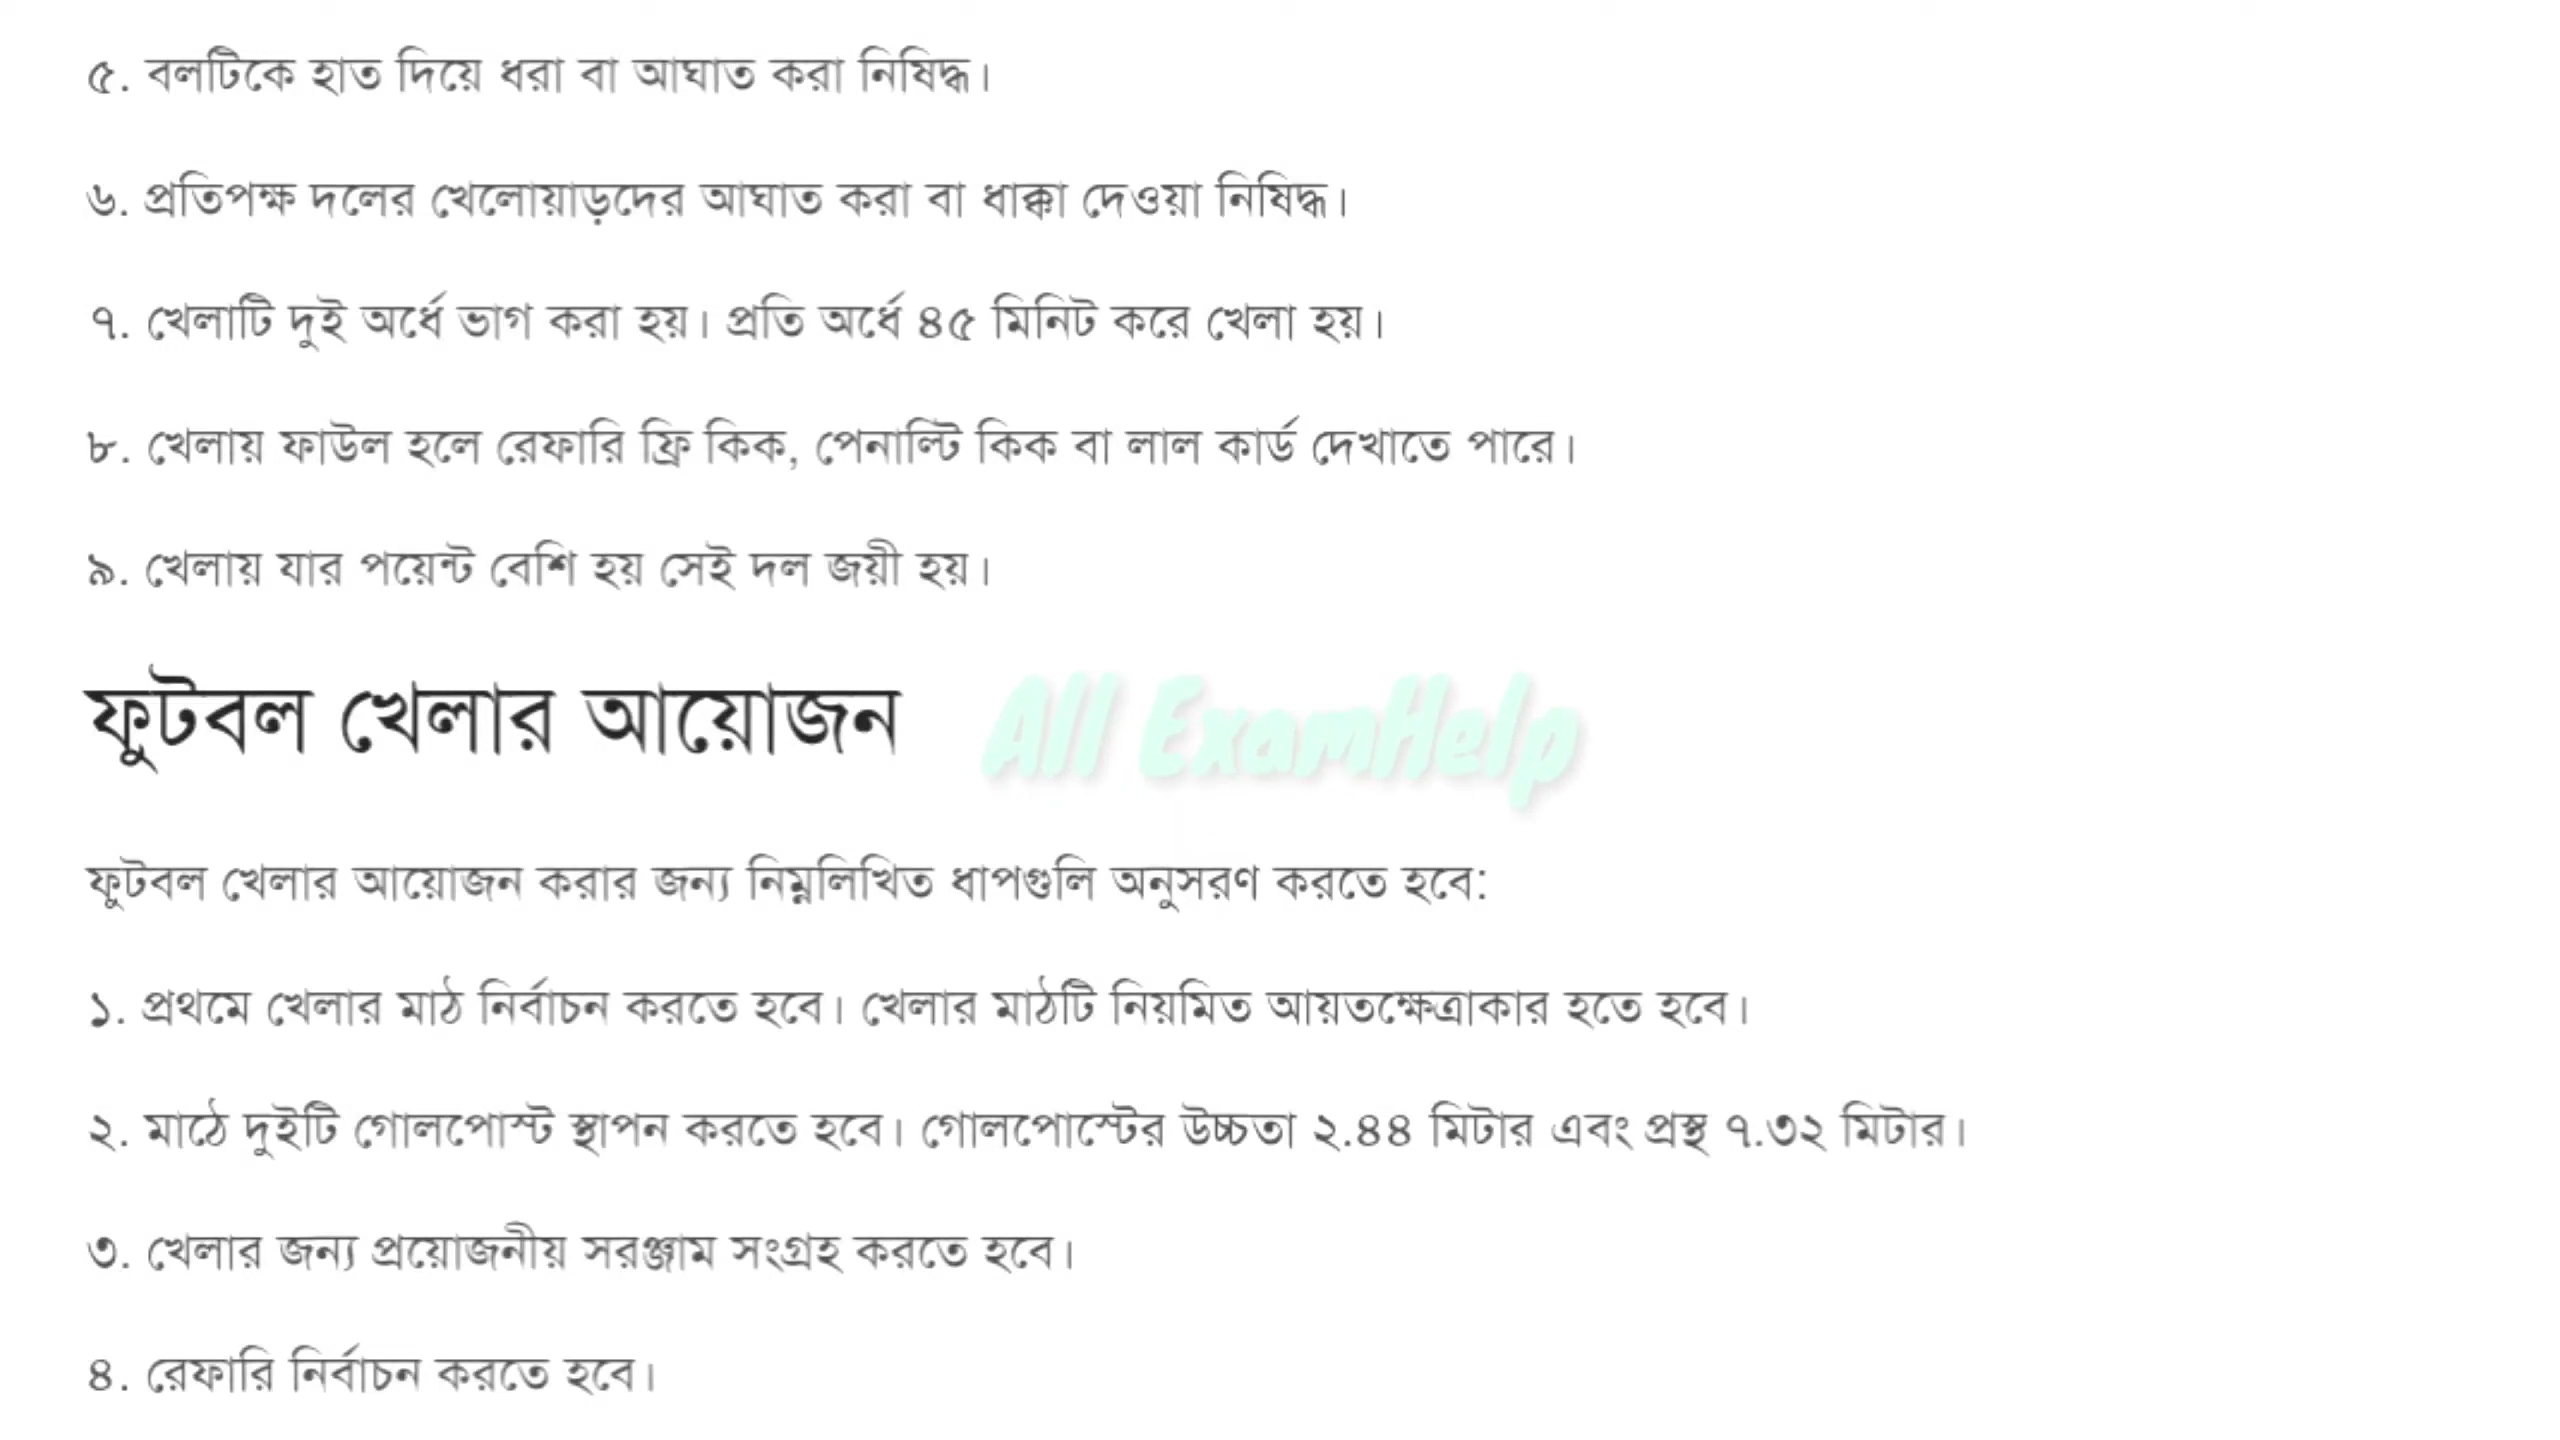 ৫. বলটিকে হাত দিয়ে ধরা বা আঘাত করা নিষিদ্ধ।
৬. প্রতিপক্ষ দলের খেলোয়াড়দের আঘাত করা বা ধাক্কা দেওয়া নিষিদ্ধ।
৭. খেলাটি দুই অর্ধে ভাগ করা হয়। প্রতি অর্ধে ৪৫ মিনিট করে খেলা হয়।
৮. খেলায় ফাউল হলে রেফারি ফ্রি কিক, পেনাল্টি কিক বা লাল কার্ড দেখাতে পারে।
৯. খেলায় যার পয়েন্ট বেশি হয় সেই দল জয়ী হয়।
ফুটবল খেলার আয়োজন
All ExamHelp
ফুটবল খেলার আয়োজন করার জন্য নিম্নলিখিত ধাপগুলি অনুসরণ করতে হবে:
১. প্রথমে খেলার মাঠ নির্বাচন করতে হবে। খেলার মাঠটি নিয়মিত আয়তক্ষেত্রাকার হতে হবে।
২. মাঠে দুইটি গোলপোস্ট স্থাপন করতে হবে। গোলপোস্টের উচ্চতা ২.৪৪ মিটার এবং প্রস্থ ৭.৩২ মিটার।
৩. খেলার জন্য প্রয়োজনীয় সরঞ্জাম সংগ্রহ করতে হবে।
৪. রেফারি নির্বাচন করতে হবে।